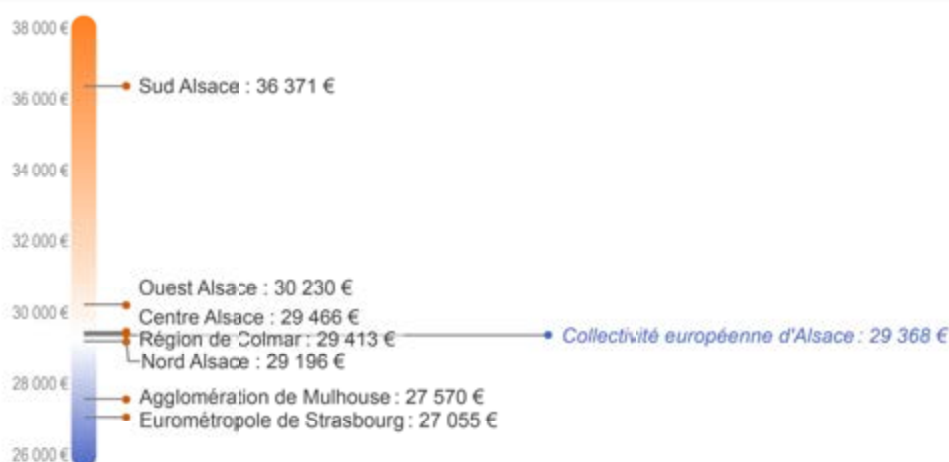 38 000 €
Sud Alsace : 36 371 €
36 000 €
34 000 €
32 000 €
Ouest Alsace : 30 230 €
30 000 €
Centre Alsace : 29 466 €
Région de Colmar : 29 413 €
Collectivité européenne d'Alsace : 29 368 €
Nord Alsace : 29 196 €
28 000 €
Agglomération de Mulhouse : 27 570 €
Eurométropole de Strasbourg : 27 055 €
26 000 €